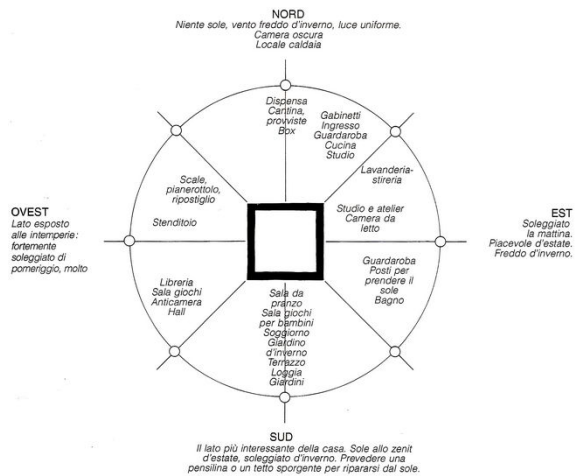 NORD
Niente sole, vento freddo d'inverno, luce uniforme.
Camera oscura
Locale caldaia
Dispensa
Cantina,
provviste
Box
Gabinetti
Ingresso
Guardaroba
Cucina
Studio
Lavanderia-
stireria
Scale,
pianerottolo,
ripostiglio
Stenditoio
Studio e atelier
Camera da
letto
OVEST
Lato esposto
alle intemperie:
fortemente
soleggiato di
pomeriggio, molto
EST
Soleggiato
la mattina.
Piacevole d'estate.
Freddo d'inverno.
Libreria
Sala giochi
Anticamera
Hall
Sala da
pranzo
Sala giochi
per bambini
Soggiorno
Giardino
d'inverno
Terrazzo
Loggia
Giardini
Guardaroba
Posti per
prendere il
sole
Bagno
SUD
Il lato più interessante della casa. Sole allo zenit
d'estate, soleggiato d'inverno. Prevedere una
pensilina o un tetto sporgente per ripararsi dal sole.